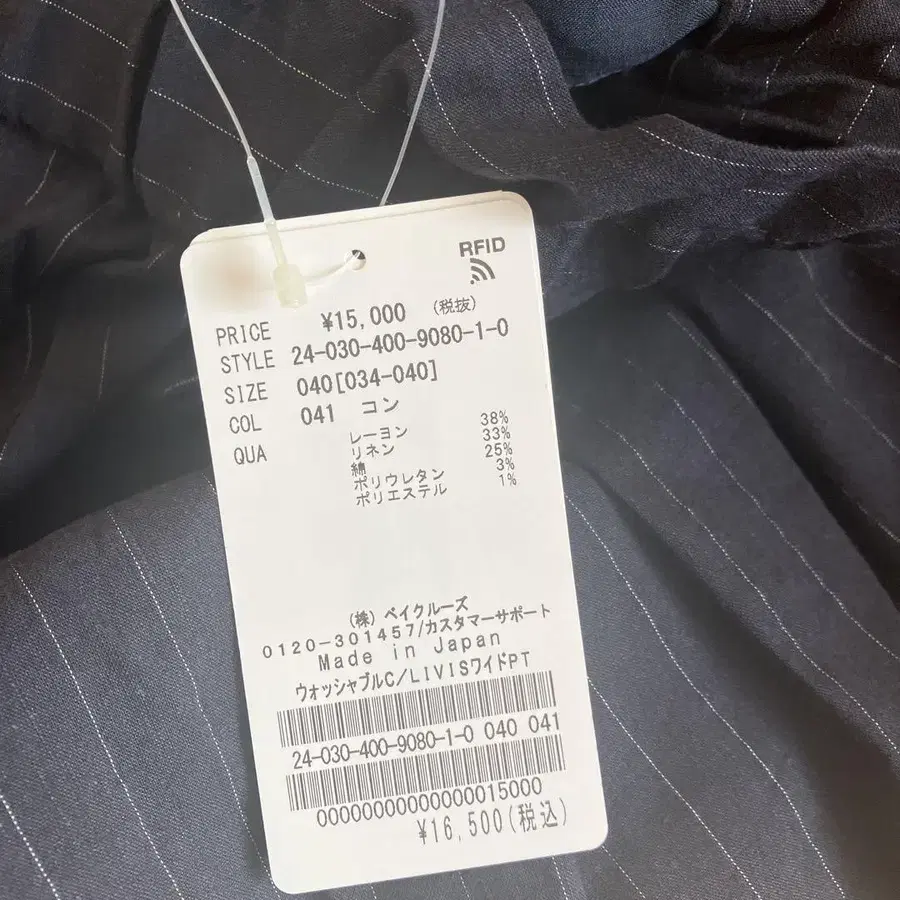 RFID
PRICE ¥15,000 (税抜)
STYLE 24-030-400-9080-1-0
SIZE 040[034-040]
COL 041 コン
QUA レーヨン 38%
リネン 33%
綿 25%
ポリウレタン 3%
ポリエステル 1%
(株) ベイクルーズ
0120-301457/カスタマーサポート
Made in Japan
ウォッシャブルC/LIVISワイドPT
24-030-400-9080-1-0 040 041
00000000000000015000
¥16,500(税込)